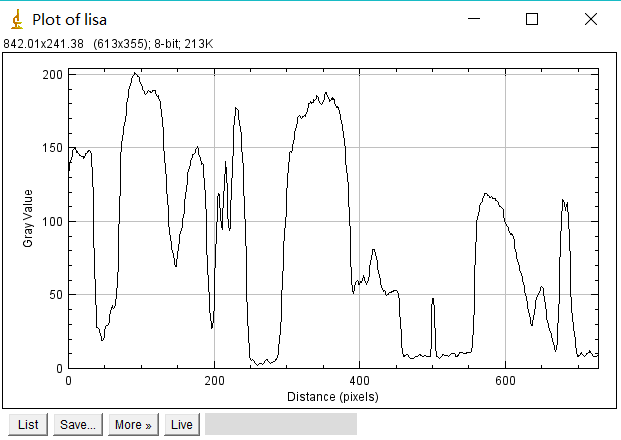 Plot of lisa
842.01x241.38 (613x355); 8-bit; 213K
200
150
100
50
0
Gray Value
0 200 400 600
Distance (pixels)
List Save... More » Live